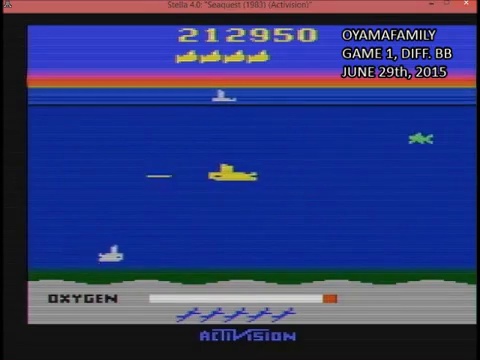 Stella 4.0: "Seaquest (1983) (Activision)"
212950
OYAMAFAMILY
GAME 1, DIFF. BB
JUNE 29th, 2015
OXYGEN
ACTIVISION